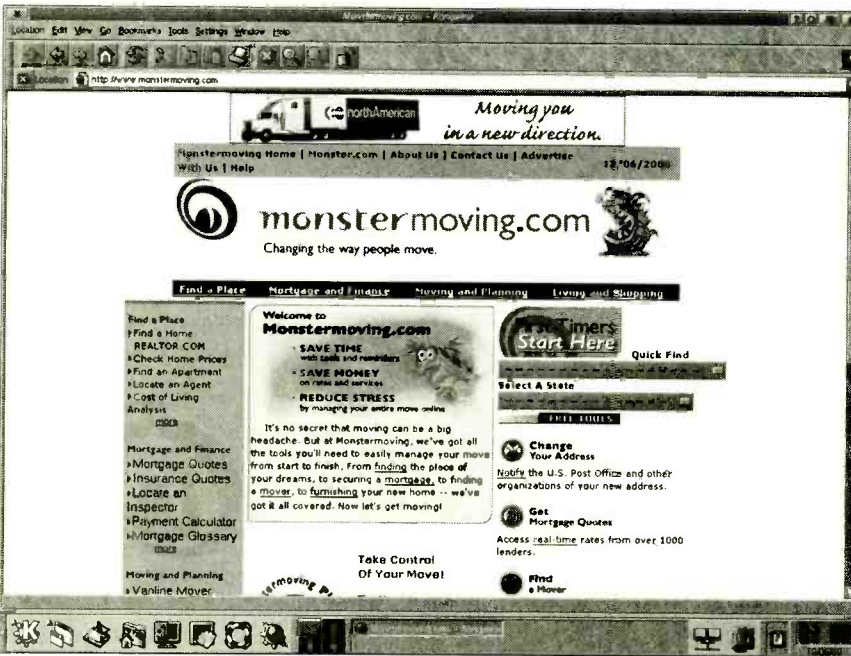 Monstermoving.com - Konqueror
Location Edit View Go Bookmarks Tools Settings Window Help
Location http://www.monstermoving.com
northAmerican
Moving you
in a new direction.
Monstermoving Home | Monster.com | About Us | Contact Us | Advertise
With Us | Help
monstermoving.com
Changing the way people move.
Find a Place Mortgage and Finance Moving and Planning Living and Shopping
Find a Place
Find a Home
REALTOR.COM
Check Home Prices
Find an Apartment
Locate an Agent
Cost of Living
Analysis
more
Mortgage and Finance
Mortgage Quotes
Insurance Quotes
Locate an
Inspector
Payment Calculator
Mortgage Glossary
more
Moving and Planning
Vanline Mover
Welcome to
Monstermoving.com
• SAVE TIME
with tools and reminders
• SAVE MONEY
on rates and services
• REDUCE STRESS
by managing your entire move online
It's no secret that moving can be a big
headache. But at Monstermoving, we've got all
the tools you'll need to easily manage your move
from start to finish. From finding the place of
your dreams, to securing a mortgage, to finding
a mover, to furnishing your new home -- we've
got it all covered. Now let's get moving!
Take Control
Of Your Move!
First-Timers
Start Here
Quick Find
Select A State
FREE TOOLS
Change
Your Address
Notify the U.S. Post Office and other
organizations of your new address.
Get
Mortgage Quotes
Access real-time rates from over 1000
lenders.
Find
a Mover